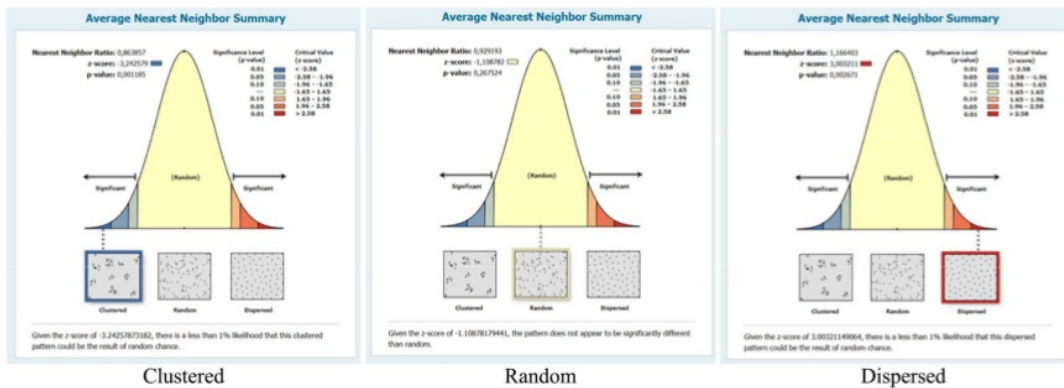 Average Nearest Neighbor Summary
Nearest Neighbor Ratio: 0,863857
z-score: -3,242579
p-value: 0,001185
Significance Level (p-value)
Critical Value (z-score)
0.01 < -2.58
0.05 -2.58 - -1.96
0.10 -1.96 - -1.65
--- -1.65 - 1.65
0.10 1.65 - 1.96
0.05 1.96 - 2.58
0.01 > 2.58
(Random)
Significant
Significant
Clustered
Random
Dispersed
Given the z-score of -3.24257873182, there is a less than 1% likelihood that this clustered
pattern could be the result of random chance.
Clustered
Average Nearest Neighbor Summary
Nearest Neighbor Ratio: 0,929193
z-score: -1,108782
p-value: 0,267524
Significance Level (p-value)
Critical Value (z-score)
0.01 < -2.58
0.05 -2.58 - -1.96
0.10 -1.96 - -1.65
--- -1.65 - 1.65
0.10 1.65 - 1.96
0.05 1.96 - 2.58
0.01 > 2.58
(Random)
Significant
Significant
Clustered
Random
Dispersed
Given the z-score of -1.10878179441, the pattern does not appear to be significantly different
than random.
Random
Average Nearest Neighbor Summary
Nearest Neighbor Ratio: 1,166403
z-score: 3,003211
p-value: 0,002671
Significance Level (p-value)
Critical Value (z-score)
0.01 < -2.58
0.05 -2.58 - -1.96
0.10 -1.96 - -1.65
--- -1.65 - 1.65
0.10 1.65 - 1.96
0.05 1.96 - 2.58
0.01 > 2.58
(Random)
Significant
Significant
Clustered
Random
Dispersed
Given the z-score of 3.00321149064, there is a less than 1% likelihood that this dispersed
pattern could be the result of random chance.
Dispersed